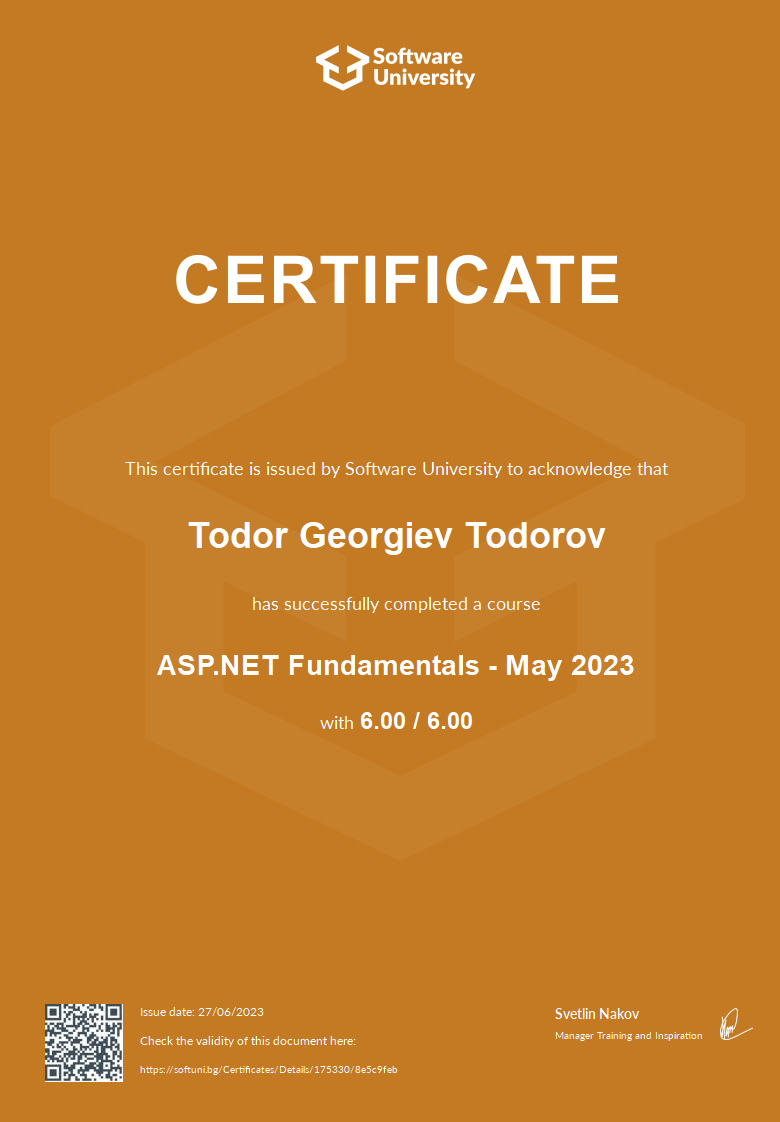 Software
University
CERTIFICATE
This certificate is issued by Software University to acknowledge that
Todor Georgiev Todorov
has successfully completed a course
ASP.NET Fundamentals - May 2023
with 6.00 / 6.00
Issue date: 27/06/2023
Check the validity of this document here:
https://softuni.bg/Certificates/Details/175330/8e5c9feb
Svetlin Nakov
Manager Training and Inspiration